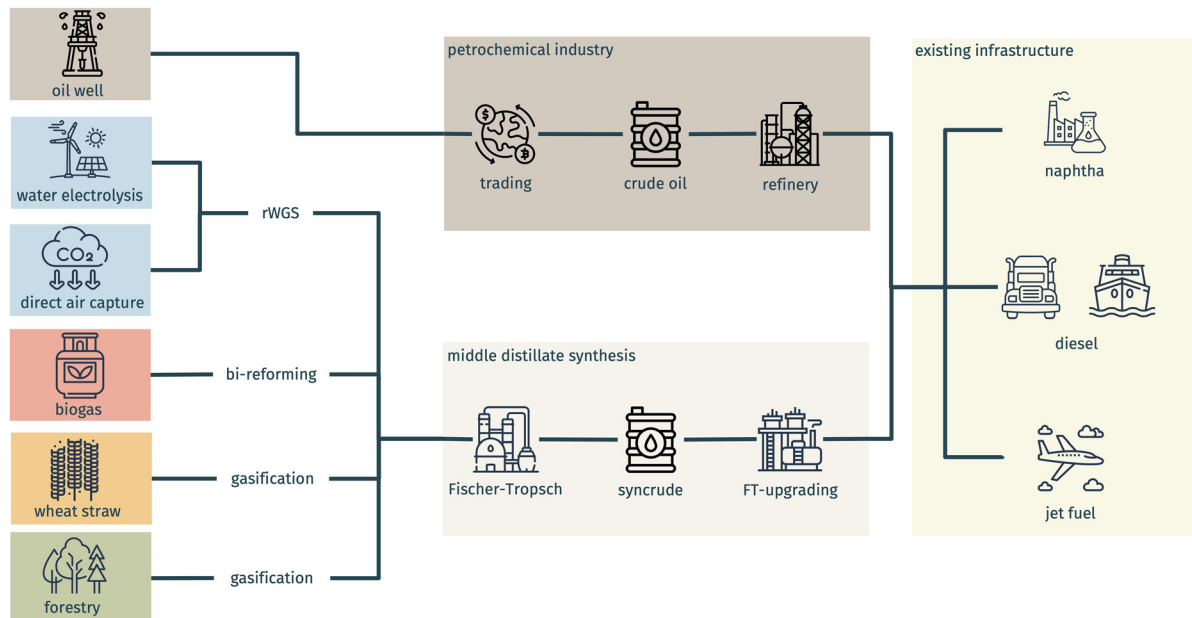 oil well
water electrolysis
CO₂
direct air capture
biogas
wheat straw
forestry
rWGS
bi-reforming
gasification
gasification
petrochemical industry
$
₿
trading
crude oil
refinery
middle distillate synthesis
Fischer-Tropsch
syncrude
FT-upgrading
existing infrastructure
naphtha
diesel
jet fuel